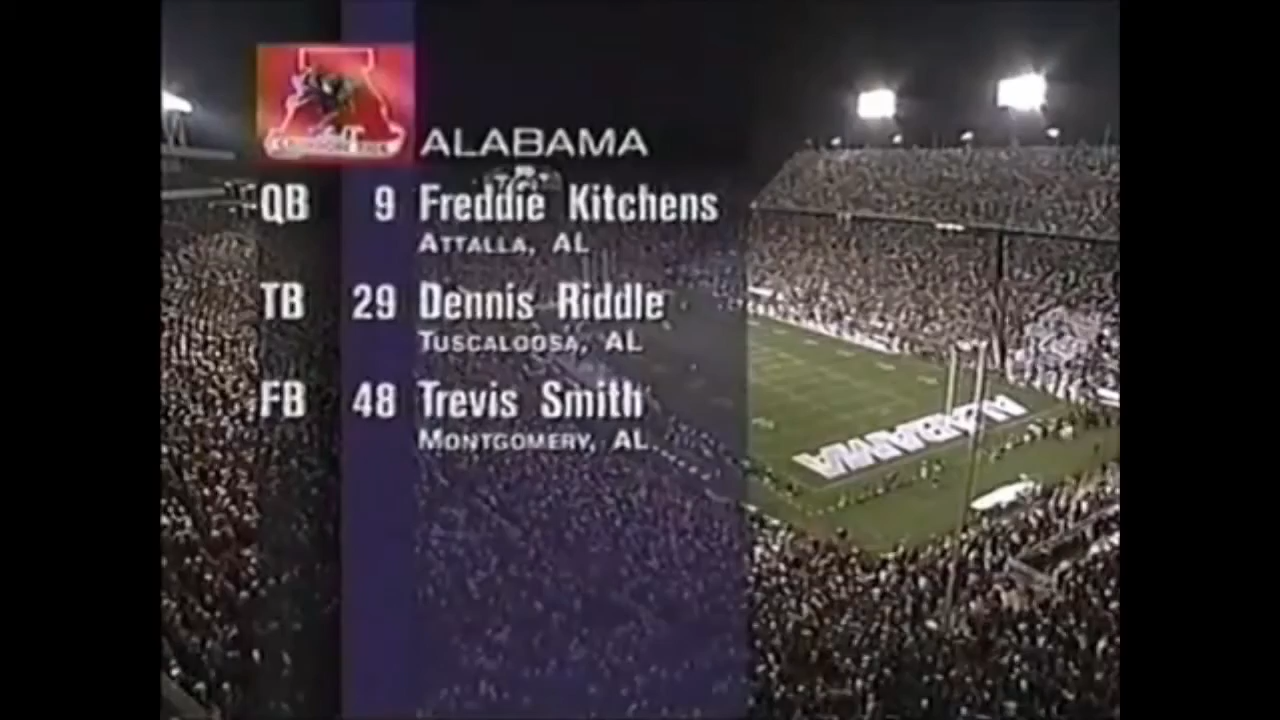 ALABAMA
QB 9 Freddie Kitchens
ATTALLA, AL
TB 29 Dennis Riddle
TUSCALOOSA, AL
FB 48 Trevis Smith
MONTGOMERY, AL
ALABAMA